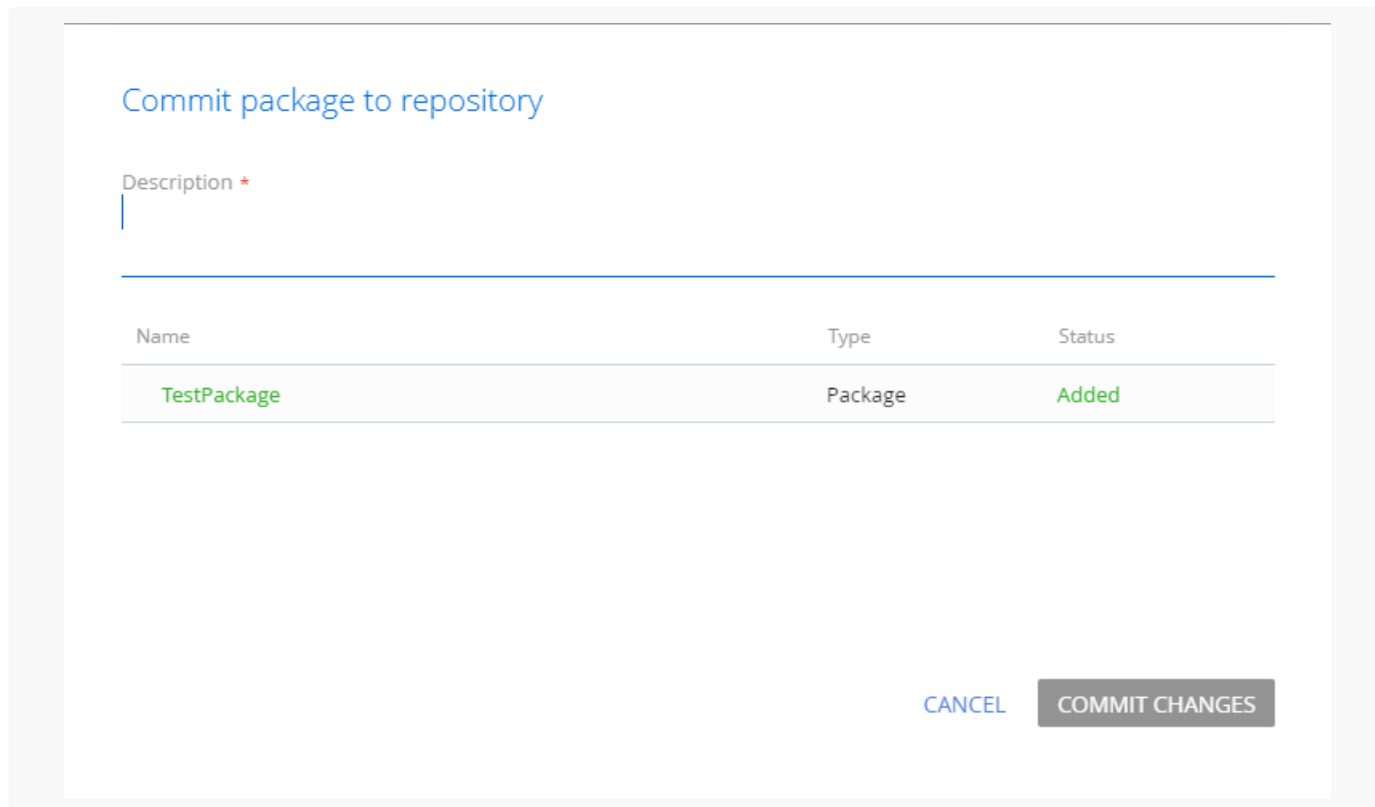 Commit package to repository
Description *
Name Type Status
TestPackage Package Added
CANCEL COMMIT CHANGES